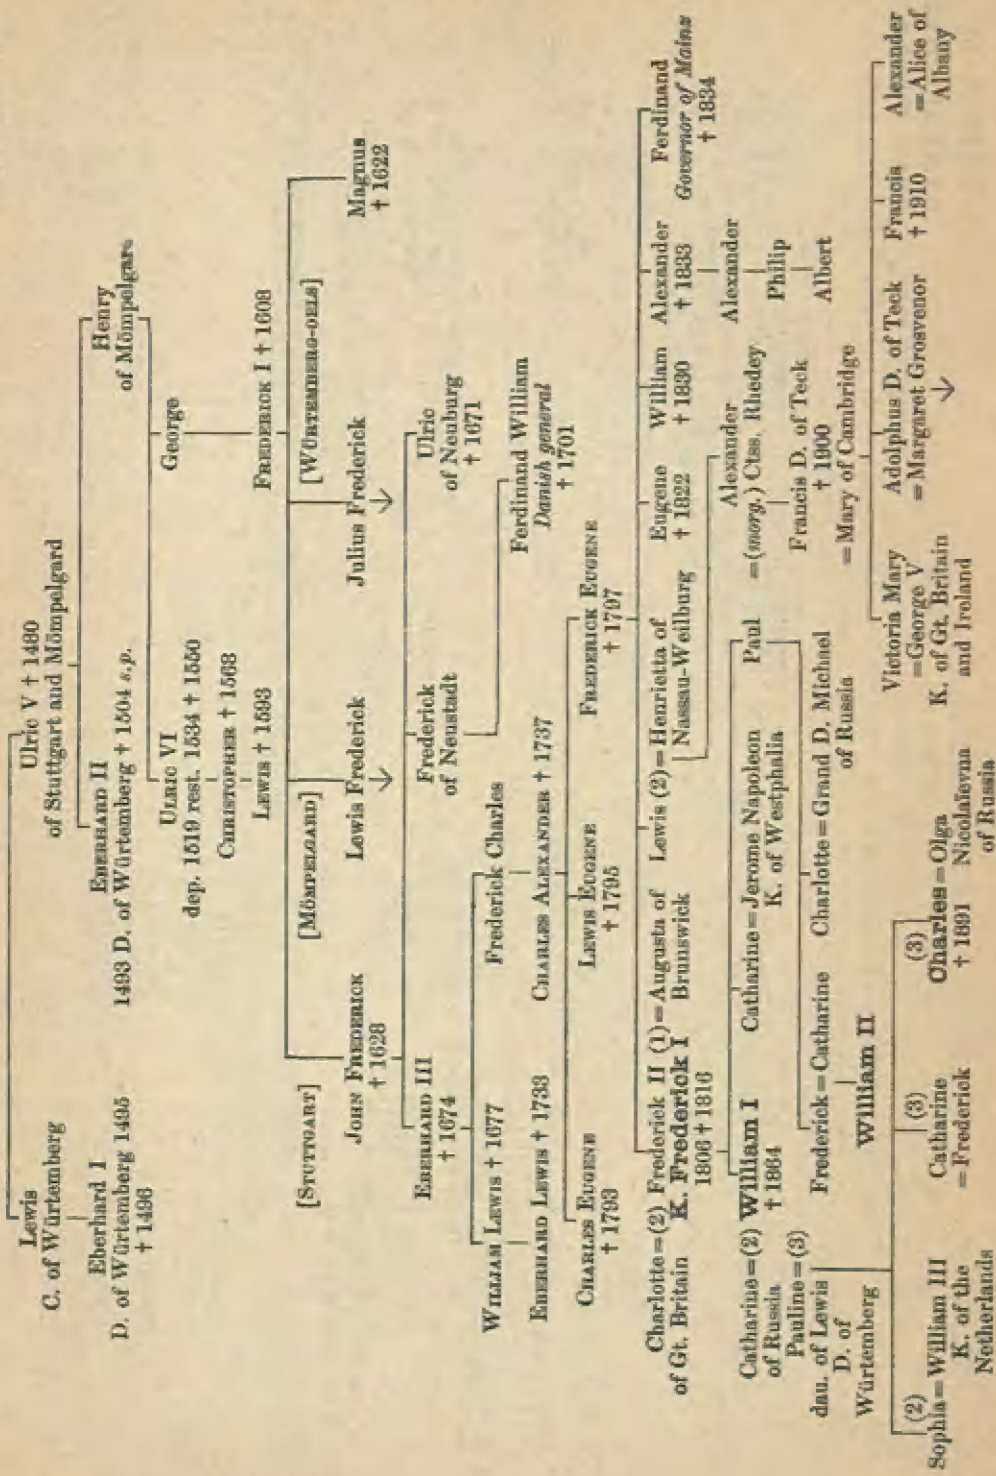 Lewis
C. of Würtemberg
Ulric V † 1480
of Stuttgart and Mömpelgard
Eberhard I
D. of Würtemberg 1495
† 1496
EBERHARD II
1493 D. of Würtemberg † 1504 s.p.
Henry
of Mömpelgard
ULRIC VI
dep. 1519 rest. 1534 † 1550
George
CHRISTOPHER † 1568
LEWIS † 1593
FREDERICK I † 1608
[STUTTGART]
[MÖMPELGARD]
[WÜRTEMBERG-OELS]
JOHN FREDERICK
† 1628
Lewis Frederick
Julius Frederick
Magnus
† 1622
EBERHARD III
† 1674
Frederick
of Neustadt
Ulric
of Neuburg
† 1671
WILLIAM LEWIS † 1677
Frederick Charles
Ferdinand William
Danish general
† 1701
EBERHARD LEWIS † 1733
CHARLES ALEXANDER † 1737
CHARLES EUGENE
† 1793
LEWIS EUGENE
† 1795
FREDERICK EUGENE
† 1797
Charlotte=(2) Frederick II (1)=Augusta of
of Gt. Britain K. Frederick I Brunswick
1806 † 1816
Lewis (2)=Henrietta of
Nassau-Weilburg
Eugene
† 1822
William
† 1830
Alexander
† 1833
Ferdinand
Governor of Mainz
† 1834
Catharine=(2) William I
of Russia † 1864
Pauline=(3)
dau. of Lewis
D. of
Würtemberg
Catharine=Jerome Napoleon
K. of Westphalia
Paul
Alexander
=(morg.) Ctss. Rhedey
Alexander
Philip
Albert
Frederick=Catharine
Charlotte=Grand D. Michael
of Russia
Francis D. of Teck
† 1900
=Mary of Cambridge
William II
(2)
Sophia=William III
K. of the
Netherlands
(3)
Catharine
=Frederick
(3)
Charles=Olga
† 1891 Nicolaïevna
of Russia
Victoria Mary
=George V
K. of Gt. Britain
and Ireland
Adolphus D. of Teck
=Margaret Grosvenor
Francis
† 1910
Alexander
=Alice of
Albany